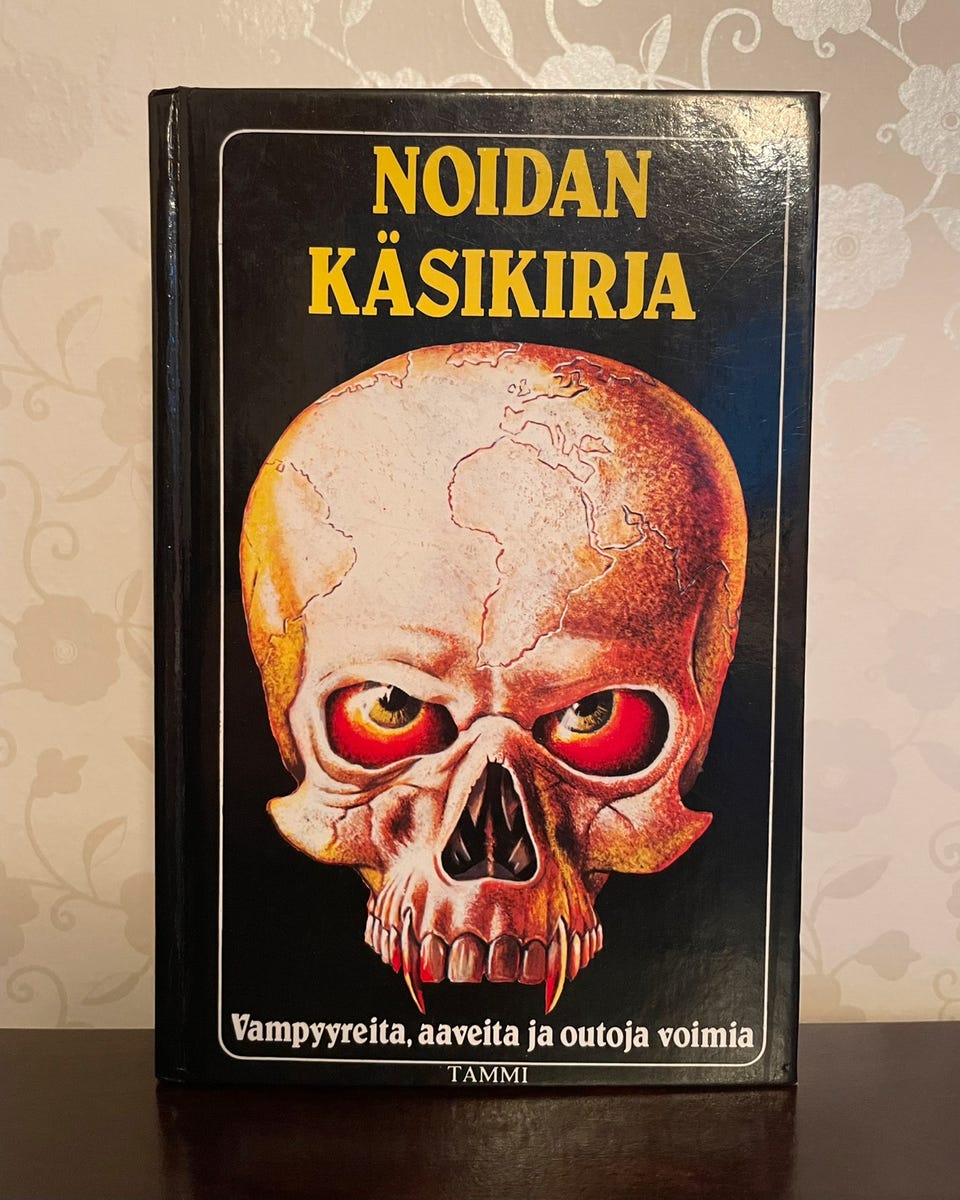 NOIDAN
KÄSIKIRJA
Vampyyreita, aaveita ja outoja voimia
TAMMI